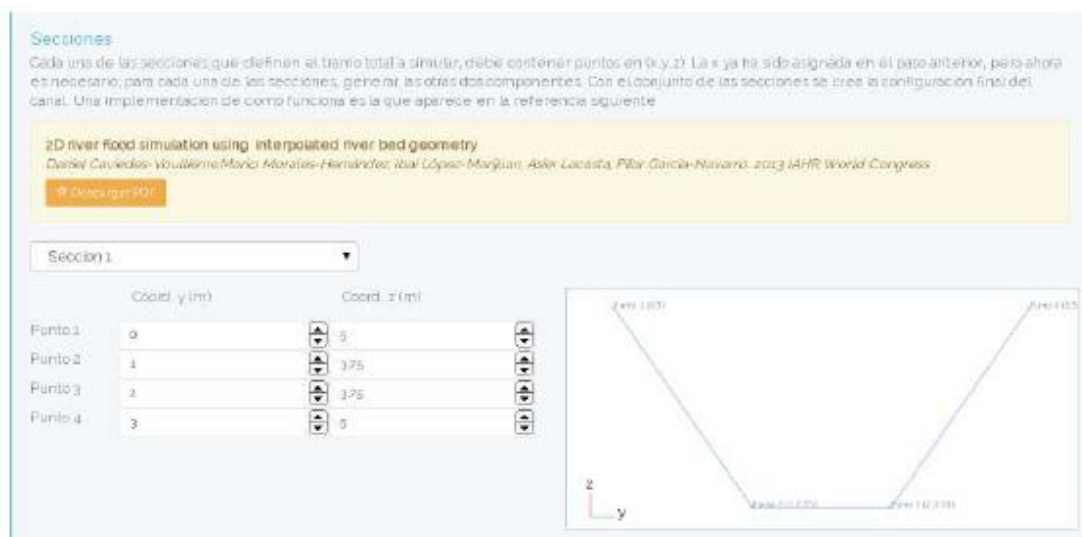 Secciones
Cada una de las secciones que definen el tramo total a simular, debe contener puntos en (x,y,z). La x ya ha sido asignada en el paso anterior, pero ahora
es necesario, para cada una de las secciones, generar las otras dos componentes. Con el conjunto de las secciones se crea la configuración final del
canal. Una implementación de como funciona es la que aparece en la referencia siguiente
2D river flood simulation using interpolated river bed geometry
Daniel Caviedes-Voullieme, Mario Morales-Hernández, Ibai López-Marijuan, Asier Lacasta, Pilar García-Navarro. 2013 IAHR World Congress
Descargar PDF
Seccion 1
Coord. y (m) Coord. z (m)
Punto 1 0 5
Punto 2 1 3.75
Punto 3 2 3.75
Punto 4 3 5
z
y